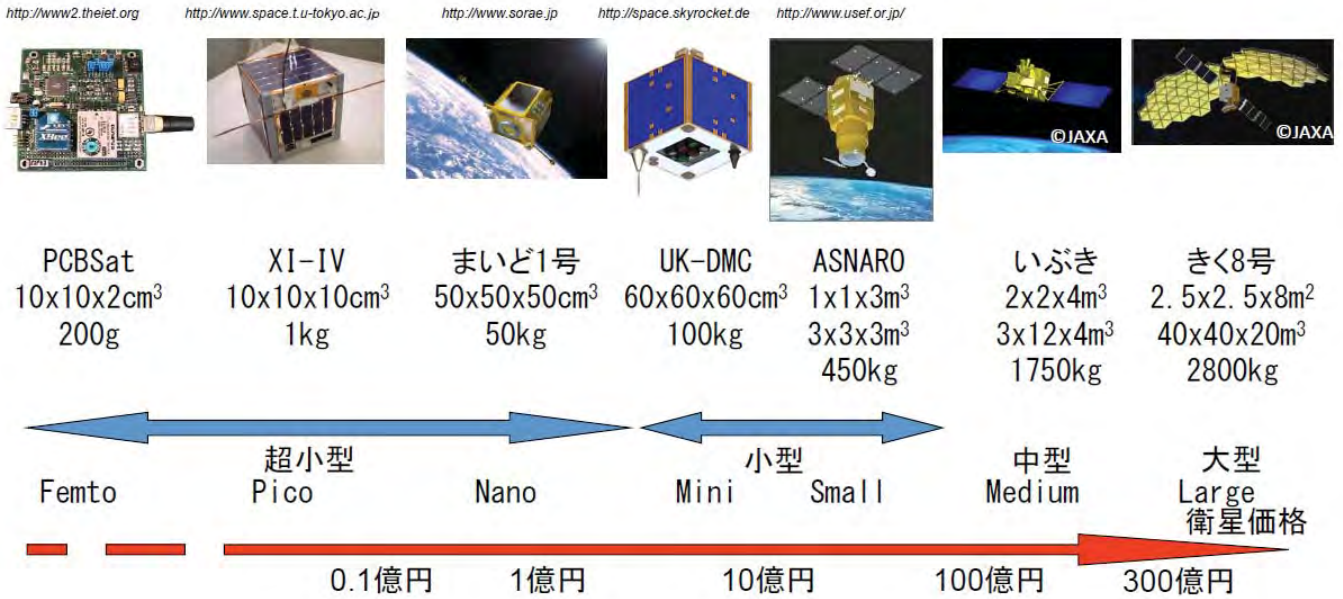 http://www2.theiet.org
http://www.space.t.u-tokyo.ac.jp
http://www.sorae.jp
http://space.skyrocket.de
http://www.usef.or.jp/
XBee
©JAXA
©JAXA
PCBSat
10x10x2cm³
200g
XI-IV
10x10x10cm³
1kg
まいど1号
50x50x50cm³
50kg
UK-DMC
60x60x60cm³
100kg
ASNARO
1x1x3m³
3x3x3m³
450kg
いぶき
2x2x4m³
3x12x4m³
1750kg
きく8号
2.5x2.5x8m²
40x40x20m³
2800kg
超小型
小型
中型
大型
Femto
Pico
Nano
Mini
Small
Medium
Large
衛星価格
0.1億円
1億円
10億円
100億円
300億円